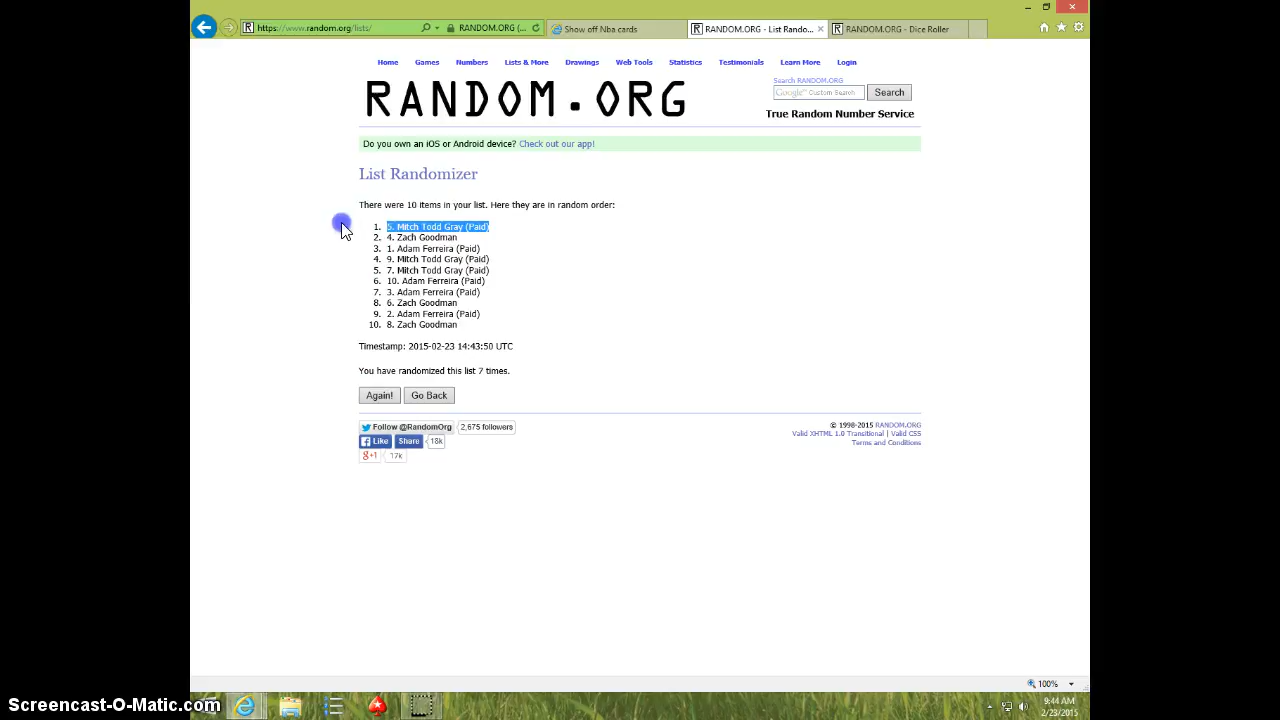 https://www.random.org/lists/
RANDOM.ORG (...
Show off Nba cards
RANDOM.ORG - List Rando...
RANDOM.ORG - Dice Roller
Home
Games
Numbers
Lists & More
Drawings
Web Tools
Statistics
Testimonials
Learn More
Login
RANDOM.ORG
Search RANDOM.ORG
Google™ Custom Search
Search
True Random Number Service
Do you own an iOS or Android device? Check out our app!
List Randomizer
There were 10 items in your list. Here they are in random order:
1. 5. Mitch Todd Gray (Paid)
2. 4. Zach Goodman
3. 1. Adam Ferreira (Paid)
4. 9. Mitch Todd Gray (Paid)
5. 7. Mitch Todd Gray (Paid)
6. 10. Adam Ferreira (Paid)
7. 3. Adam Ferreira (Paid)
8. 6. Zach Goodman
9. 2. Adam Ferreira (Paid)
10. 8. Zach Goodman
Timestamp: 2015-02-23 14:43:50 UTC
You have randomized this list 7 times.
Again!
Go Back
Follow @RandomOrg
2,675 followers
Like
Share
18k
g+1
17k
© 1998-2015 RANDOM.ORG
Valid XHTML 1.0 Transitional | Valid CSS
Terms and Conditions
100%
9:44 AM
2/23/2015
Screencast-O-Matic.com